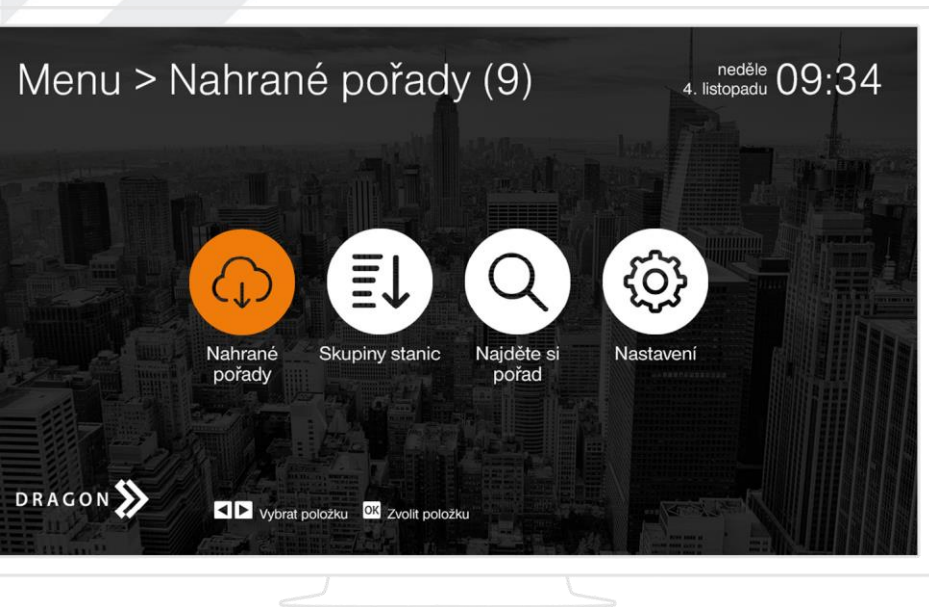 Menu > Nahrané pořady (9)
neděle
4. listopadu
09:34
Nahrané
pořady
Skupiny stanic
Najděte si
pořad
Nastavení
DRAGON
Vybrat položku OK Zvolit položku